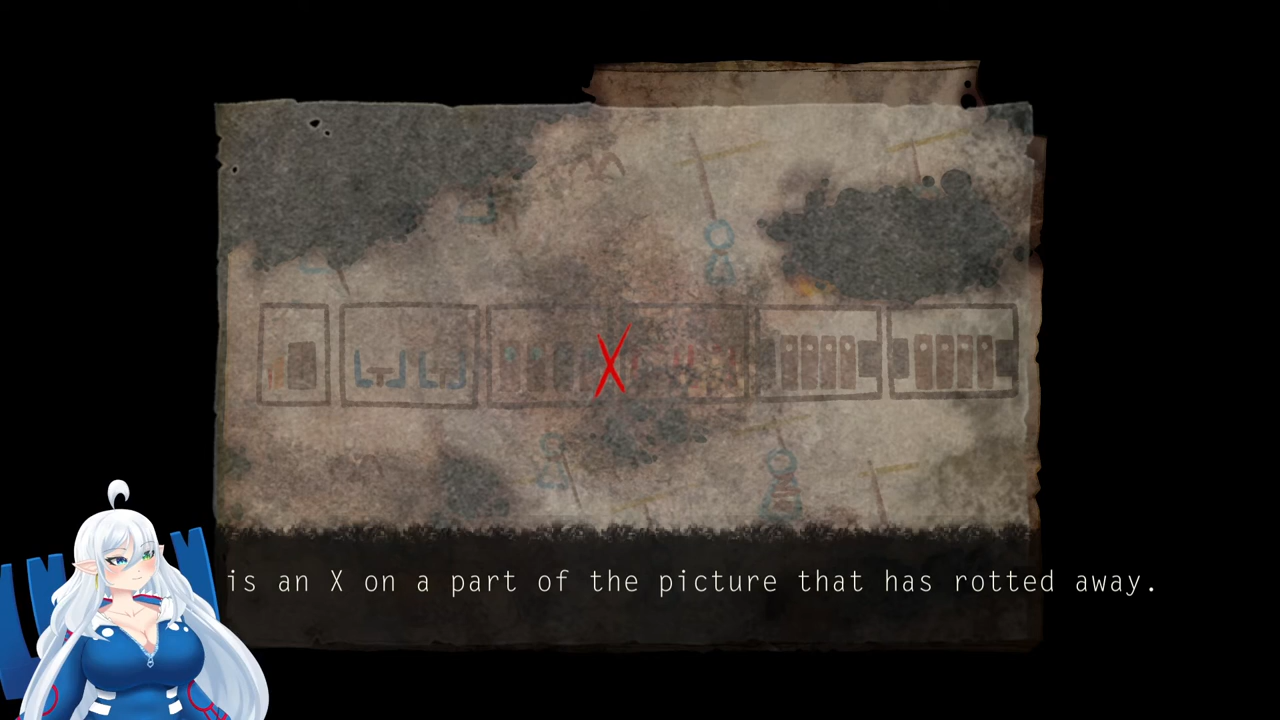 is an X on a part of the picture that has rotted away.